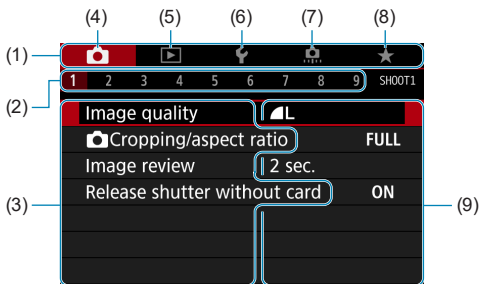 (4) (5) (6) (7) (8)
(1)
(2) 1 2 3 4 5 6 7 8 9 SHOOT1
Image quality L
Cropping/aspect ratio FULL
Image review 2 sec.
(3) Release shutter without card ON (9)